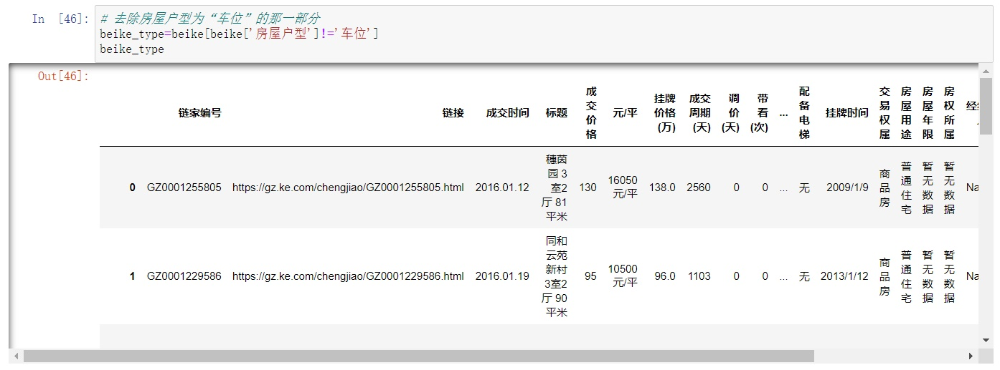 In [46]:
# 去除房屋户型为“车位”的那一部分
beike_type=beike[beike['房屋户型']!='车位']
beike_type
Out[46]:
链家编号 链接 成交时间 标题 成交价格 元/平 挂牌价格(万) 成交周期(天) 调价(天) 带看(次) ... 配备电梯 挂牌时间 交易权属 房屋用途 房屋年限 房权所属
0 GZ0001255805 https://gz.ke.com/chengjiao/GZ0001255805.html 2016.01.12 穗茵园 3室2厅 81平米 130 16050元/平 138.0 2560 0 0 ... 无 2009/1/9 商品房 普通住宅 暂无数据 暂无数据 Na
1 GZ0001229586 https://gz.ke.com/chengjiao/GZ0001229586.html 2016.01.19 同和云苑新村 3室2厅 90平米 95 10500元/平 96.0 1103 0 0 ... 无 2013/1/12 商品房 普通住宅 暂无数据 暂无数据 Na